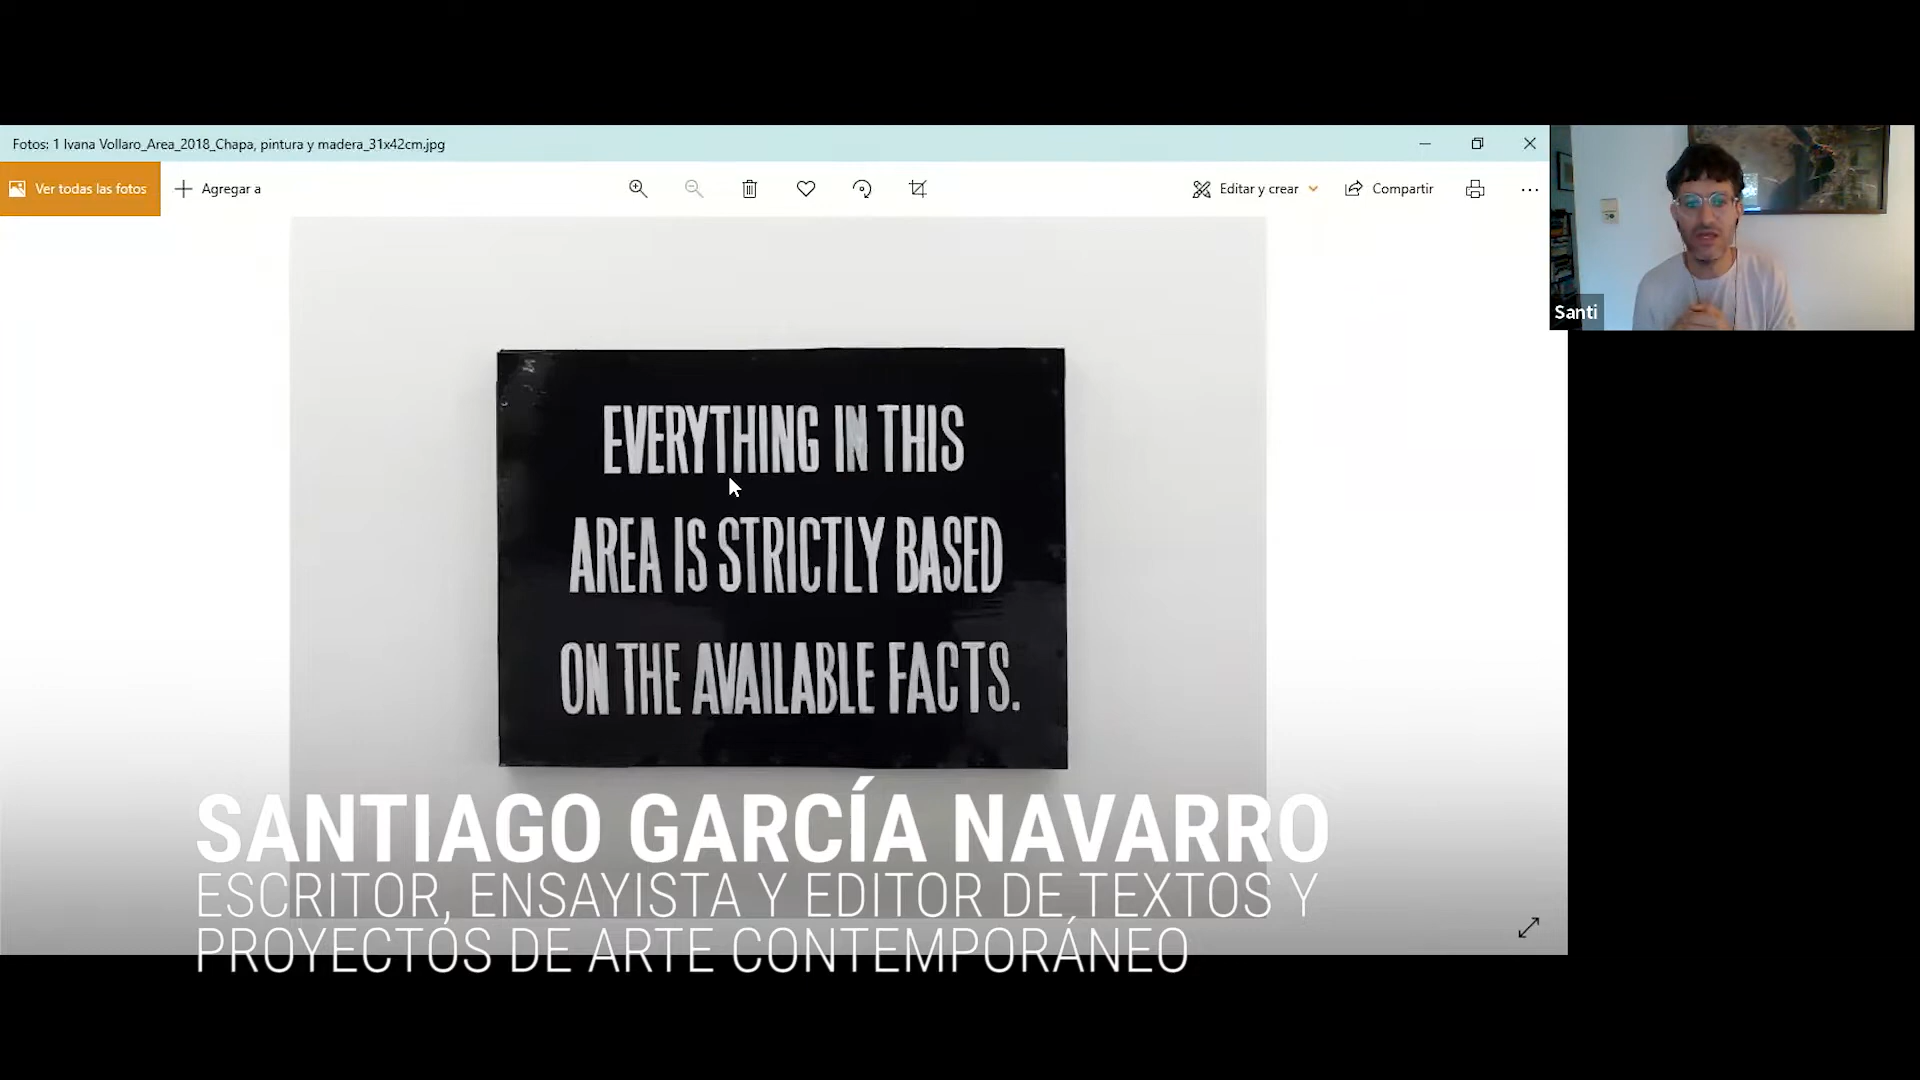 Fotos: 1 Ivana Vollaro_Area_2018_Chapa, pintura y madera_31x42cm.jpg
Ver todas las fotos
Agregar a
Editar y crear
Compartir
Santi
EVERYTHING IN THIS
AREA IS STRICTLY BASED
ON THE AVAILABLE FACTS.
SANTIAGO GARCÍA NAVARRO
ESCRITOR, ENSAYISTA Y EDITOR DE TEXTOS Y
PROYECTOS DE ARTE CONTEMPORÁNEO